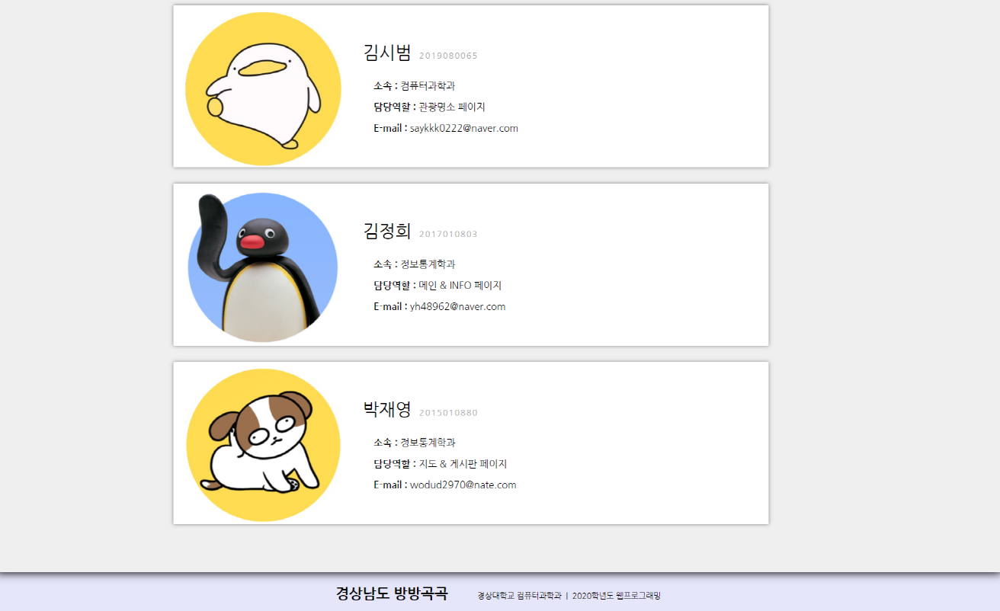 김시범 2019080065
소속 : 컴퓨터과학과
담당역할 : 관광명소 페이지
E-mail : saykkk0222@naver.com
김정희 2017010803
소속 : 정보통계학과
담당역할 : 메인 & INFO 페이지
E-mail : yh48962@naver.com
박재영 2015010880
소속 : 정보통계학과
담당역할 : 지도 & 게시판 페이지
E-mail : wodud2970@nate.com
경상남도 방방곡곡 경상대학교 컴퓨터과학과 | 2020학년도 웹프로그래밍